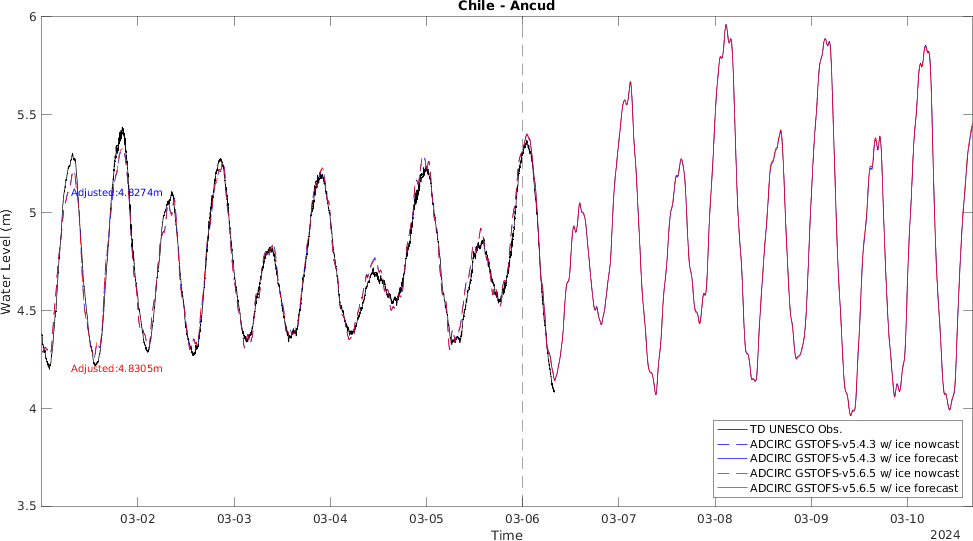 Chile - Ancud
6
5.5
5
4.5
4
3.5
Water Level (m)
Adjusted:4.8274m
Adjusted:4.8305m
TD UNESCO Obs.
ADCIRC GSTOFS-v5.4.3 w/ ice nowcast
ADCIRC GSTOFS-v5.4.3 w/ ice forecast
ADCIRC GSTOFS-v5.6.5 w/ ice nowcast
ADCIRC GSTOFS-v5.6.5 w/ ice forecast
03-02 03-03 03-04 03-05 03-06 03-07 03-08 03-09 03-10
Time
2024